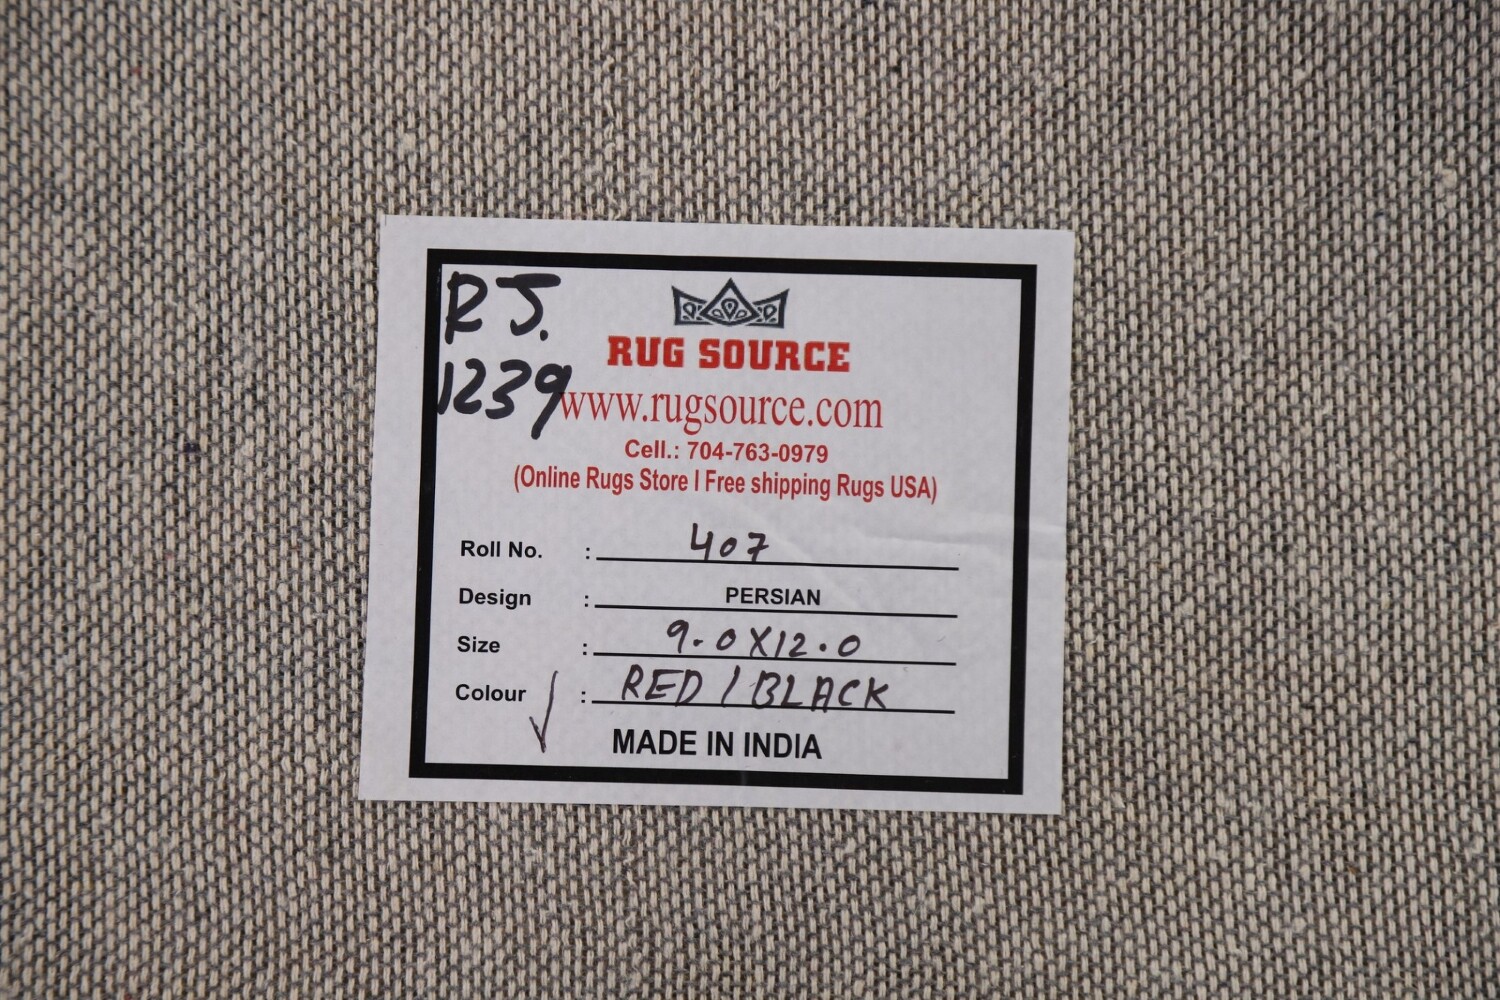 RJ.
1239
RUG SOURCE
www.rugsource.com
Cell.: 704-763-0979
(Online Rugs Store | Free shipping Rugs USA)
Roll No. : 407
Design : PERSIAN
Size : 9.0X12.0
Colour : RED / BLACK
MADE IN INDIA